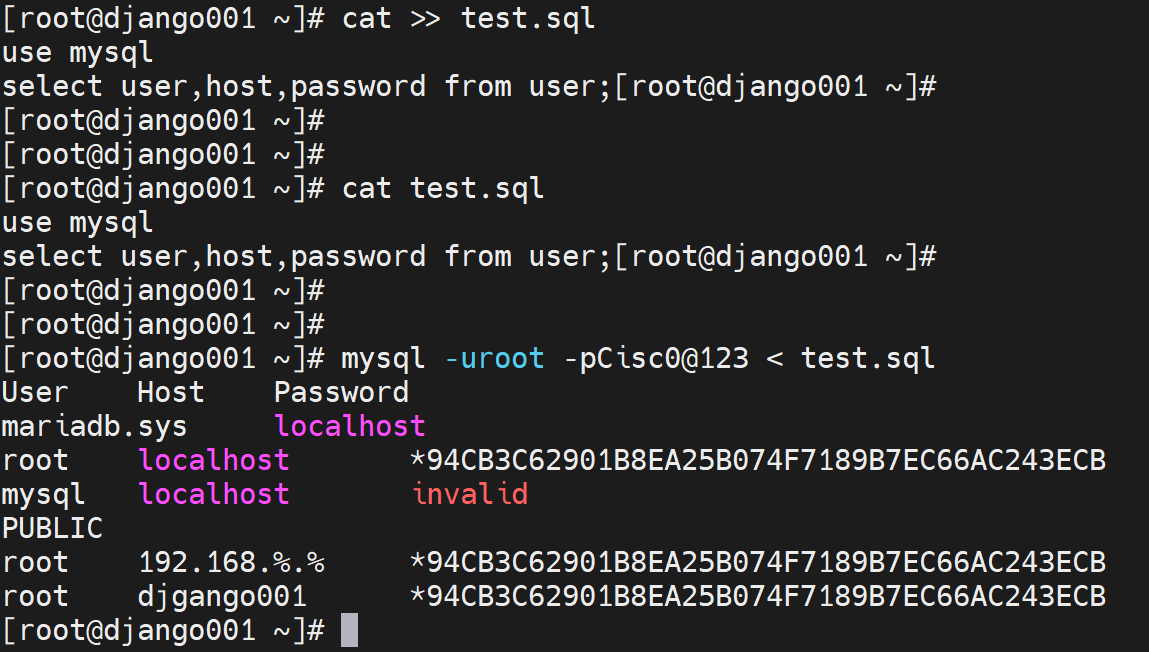 [root@django001 ~]# cat >> test.sql
use mysql
select user,host,password from user;[root@django001 ~]#
[root@django001 ~]#
[root@django001 ~]#
[root@django001 ~]# cat test.sql
use mysql
select user,host,password from user;[root@django001 ~]#
[root@django001 ~]#
[root@django001 ~]#
[root@django001 ~]# mysql -uroot -pCisc0@123 < test.sql
User    Host    Password
mariadb.sys     localhost
root    localhost       *94CB3C62901B8EA25B074F7189B7EC66AC243ECB
mysql   localhost       invalid
PUBLIC
root    192.168.%.%     *94CB3C62901B8EA25B074F7189B7EC66AC243ECB
root    djgango001      *94CB3C62901B8EA25B074F7189B7EC66AC243ECB
[root@django001 ~]#